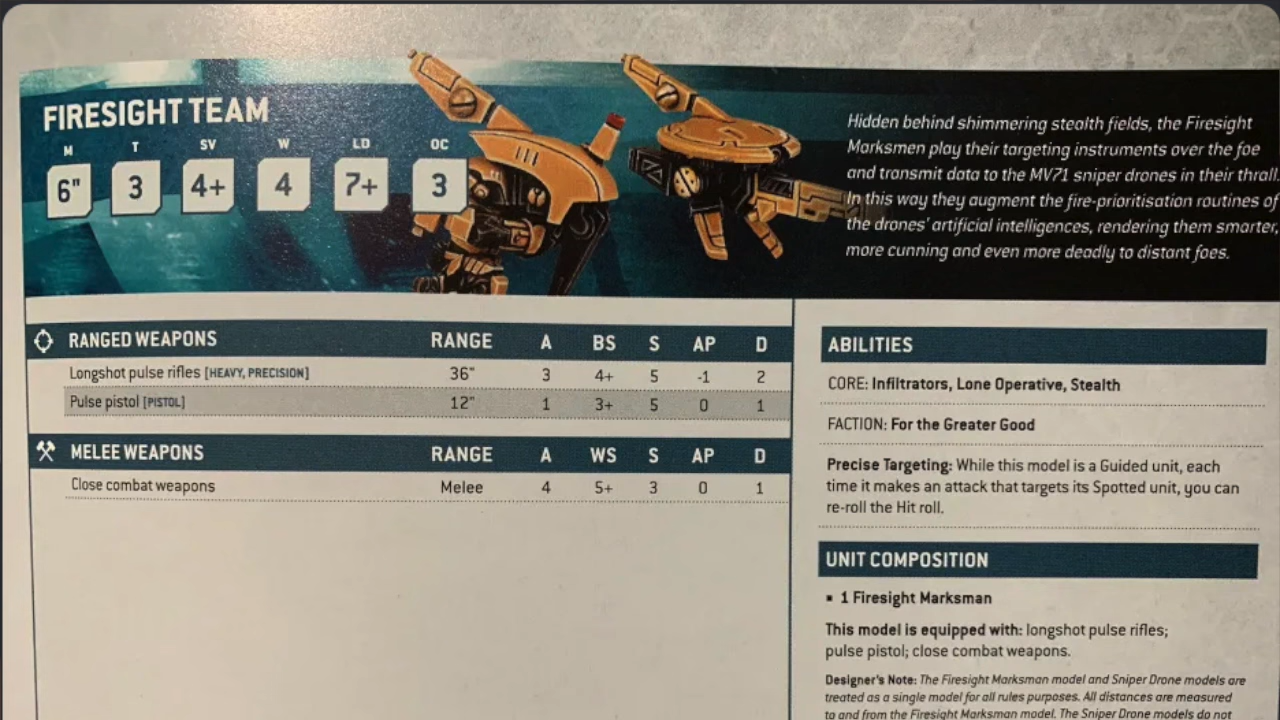 FIRESIGHT TEAM
M T SV W LD OC
6" 3 4+ 4 7+ 3
Hidden behind shimmering stealth fields, the Firesight
Marksmen play their targeting instruments over the foe
and transmit data to the MV71 sniper drones in their thrall.
In this way they augment the fire-prioritisation routines of
the drones' artificial intelligences, rendering them smarter,
more cunning and even more deadly to distant foes.
RANGED WEAPONS RANGE A BS S AP D
Longshot pulse rifles [HEAVY, PRECISION] 36" 3 4+ 5 -1 2
Pulse pistol [PISTOL] 12" 1 3+ 5 0 1
MELEE WEAPONS RANGE A WS S AP D
Close combat weapons Melee 4 5+ 3 0 1
ABILITIES
CORE: Infiltrators, Lone Operative, Stealth
FACTION: For the Greater Good
Precise Targeting: While this model is a Guided unit, each
time it makes an attack that targets its Spotted unit, you can
re-roll the Hit roll.
UNIT COMPOSITION
▪ 1 Firesight Marksman
This model is equipped with: longshot pulse rifles;
pulse pistol; close combat weapons.
Designer's Note: The Firesight Marksman model and Sniper Drone models are
treated as a single model for all rules purposes. All distances are measured
to and from the Firesight Marksman model. The Sniper Drone models do not